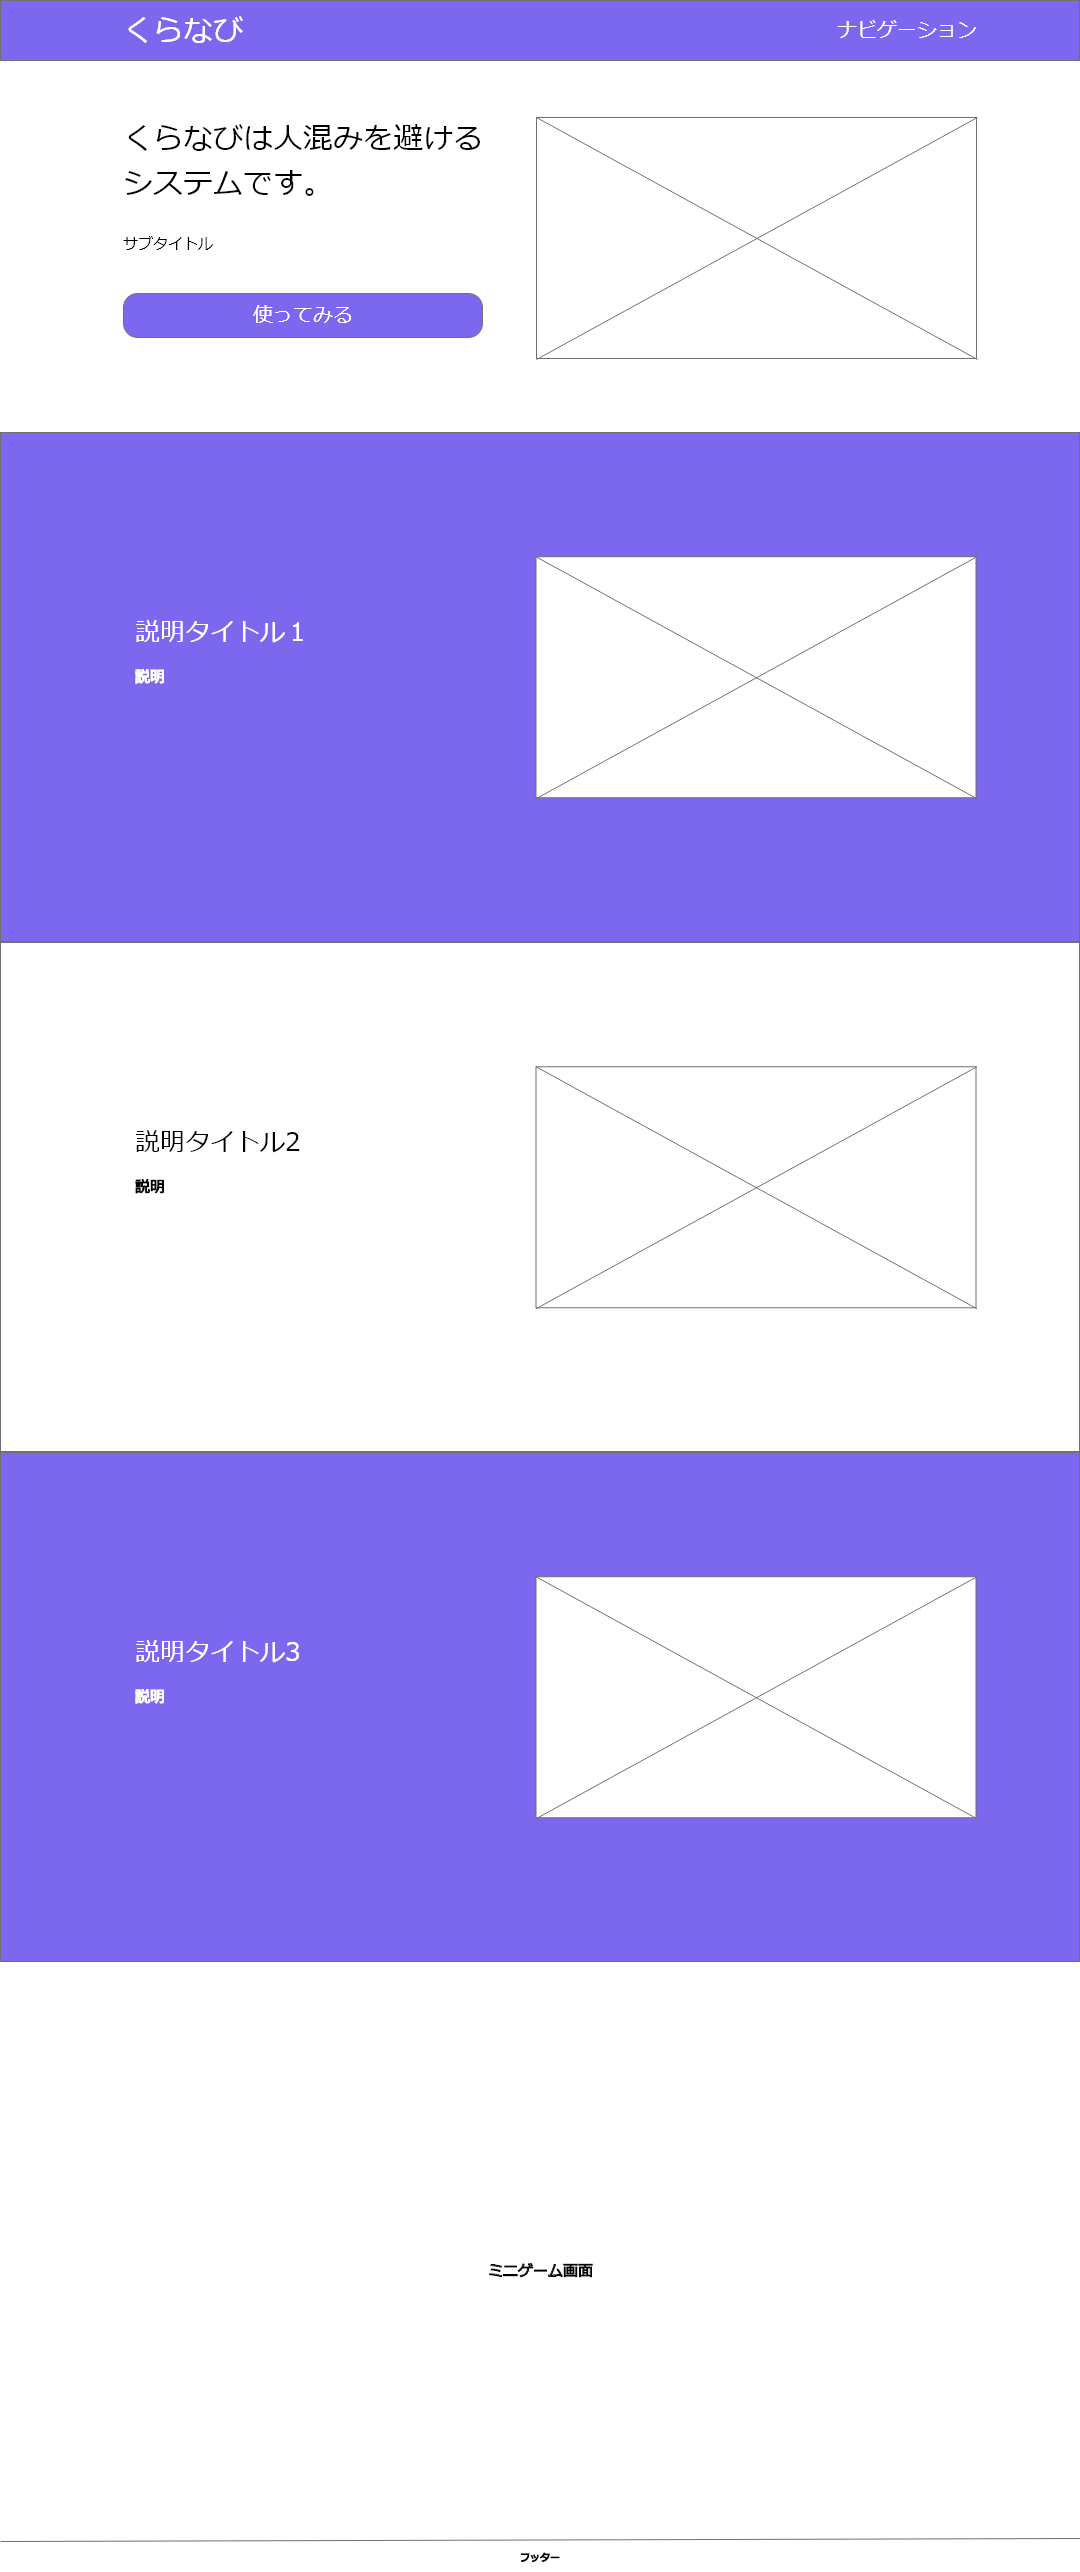 くらなび
ナビゲーション
くらなびは人混みを避ける
システムです。
サブタイトル
使ってみる
説明タイトル１
説明
説明タイトル2
説明
説明タイトル3
説明
ミニゲーム画面
フッター